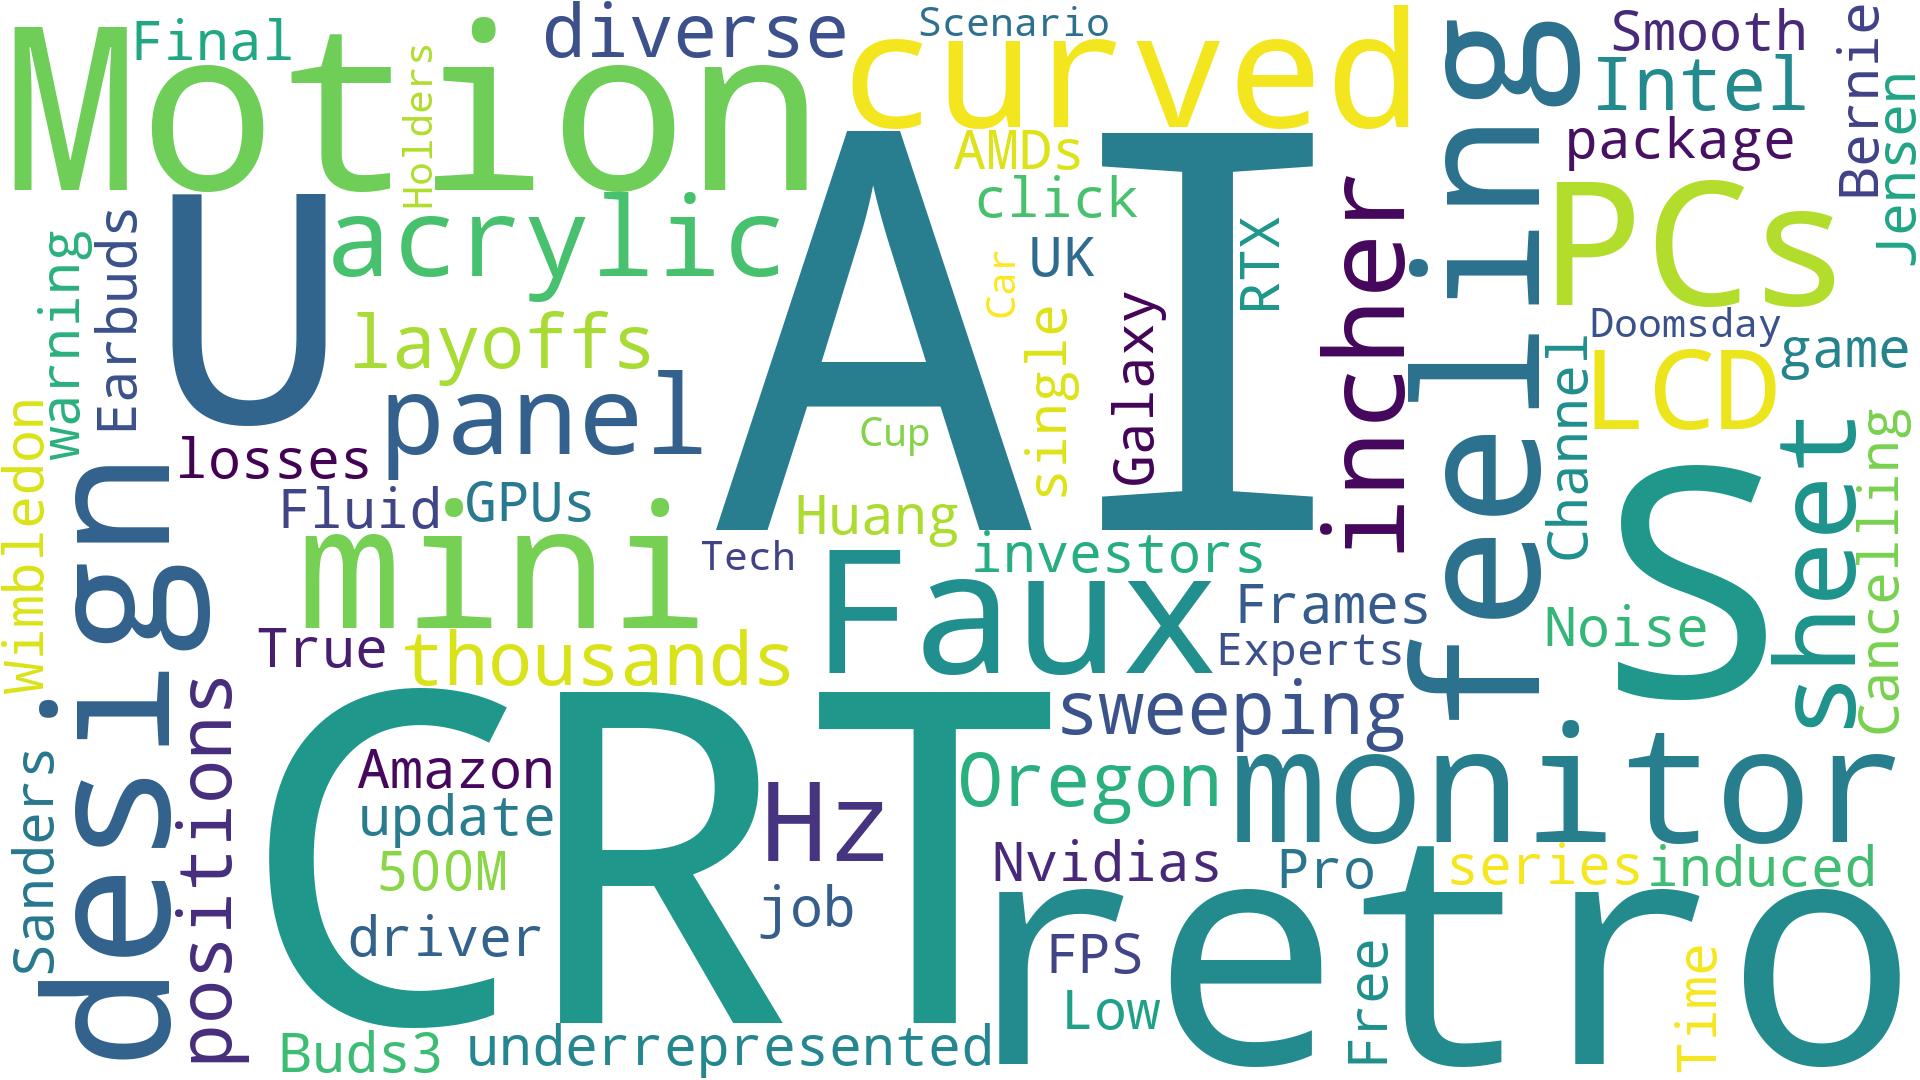 Final
Motion
Holders
diverse
Scenario
curved
feeling
Smooth
Intel
package
Bernie
Jensen
AMDs
click
UK
Car
RTX
AI
incher
PCs
U
acrylic
Earbuds
warning
layoffs
panel
single
Galaxy
Doomsday
game
LCD
Channel
Cup
losses
Fluid
GPUs
Huang
Wimbledon
design
mini
Tech
investors
Faux
Frames
Experts
Noise
S
sheet
Cancelling
True
thousands
positions
Sanders
CRT
sweeping
Amazon
update
500M
driver
Hz
job
Oregon
monitor
Nvidias
Pro
series
induced
retro
FPS
Low
Free
Time
Buds3
underrepresented